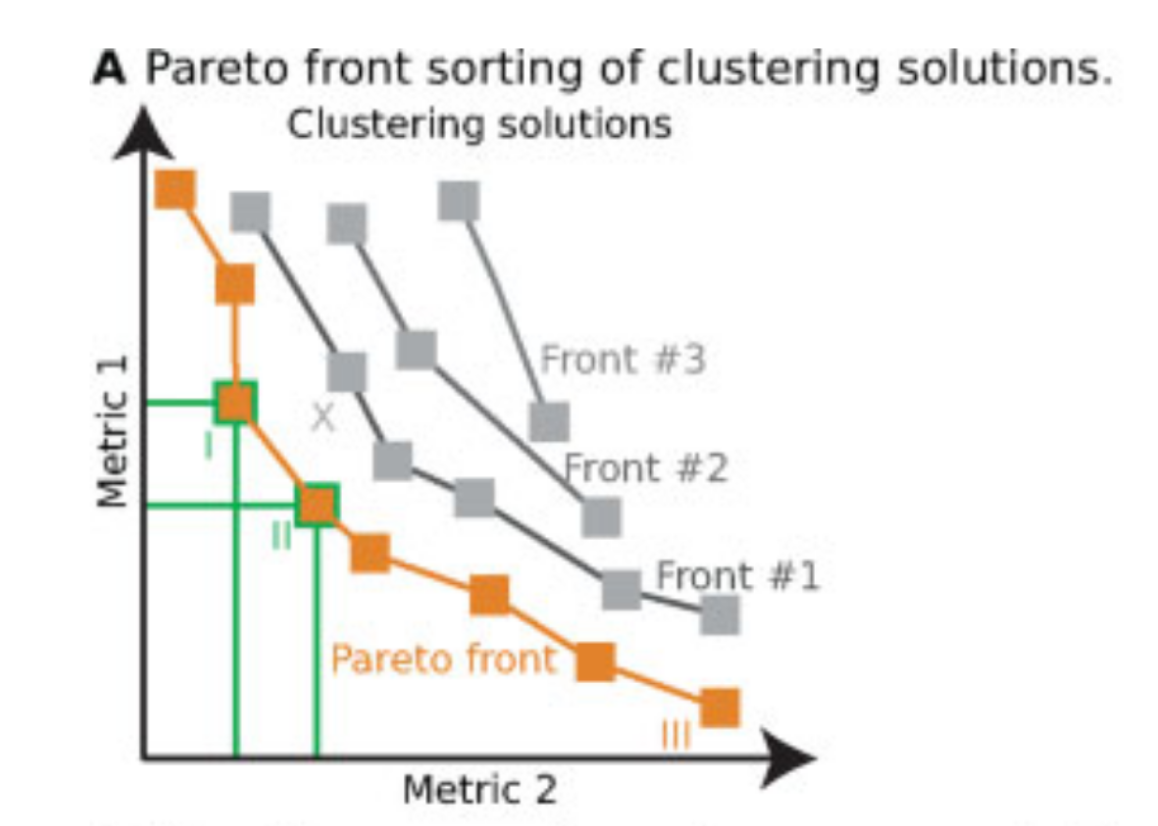 A Pareto front sorting of clustering solutions.
Clustering solutions
Metric 1
Front #3
X
I
Front #2
II
Front #1
Pareto front
III
Metric 2